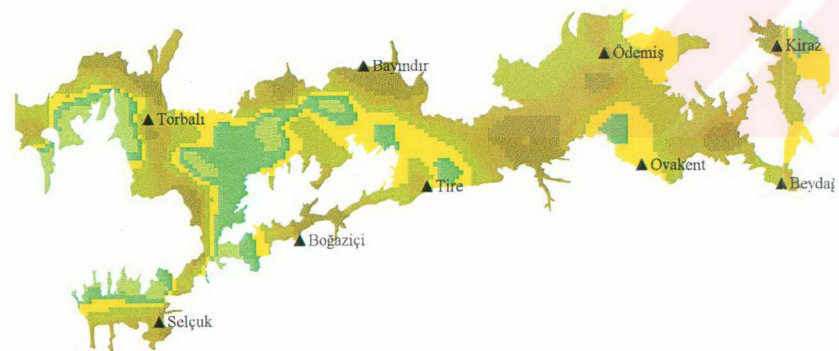 Kiraz
Ödemiş
Bayındır
Torbalı
Ovakent
Beydağ
Tire
Boğaziçi
Selçuk